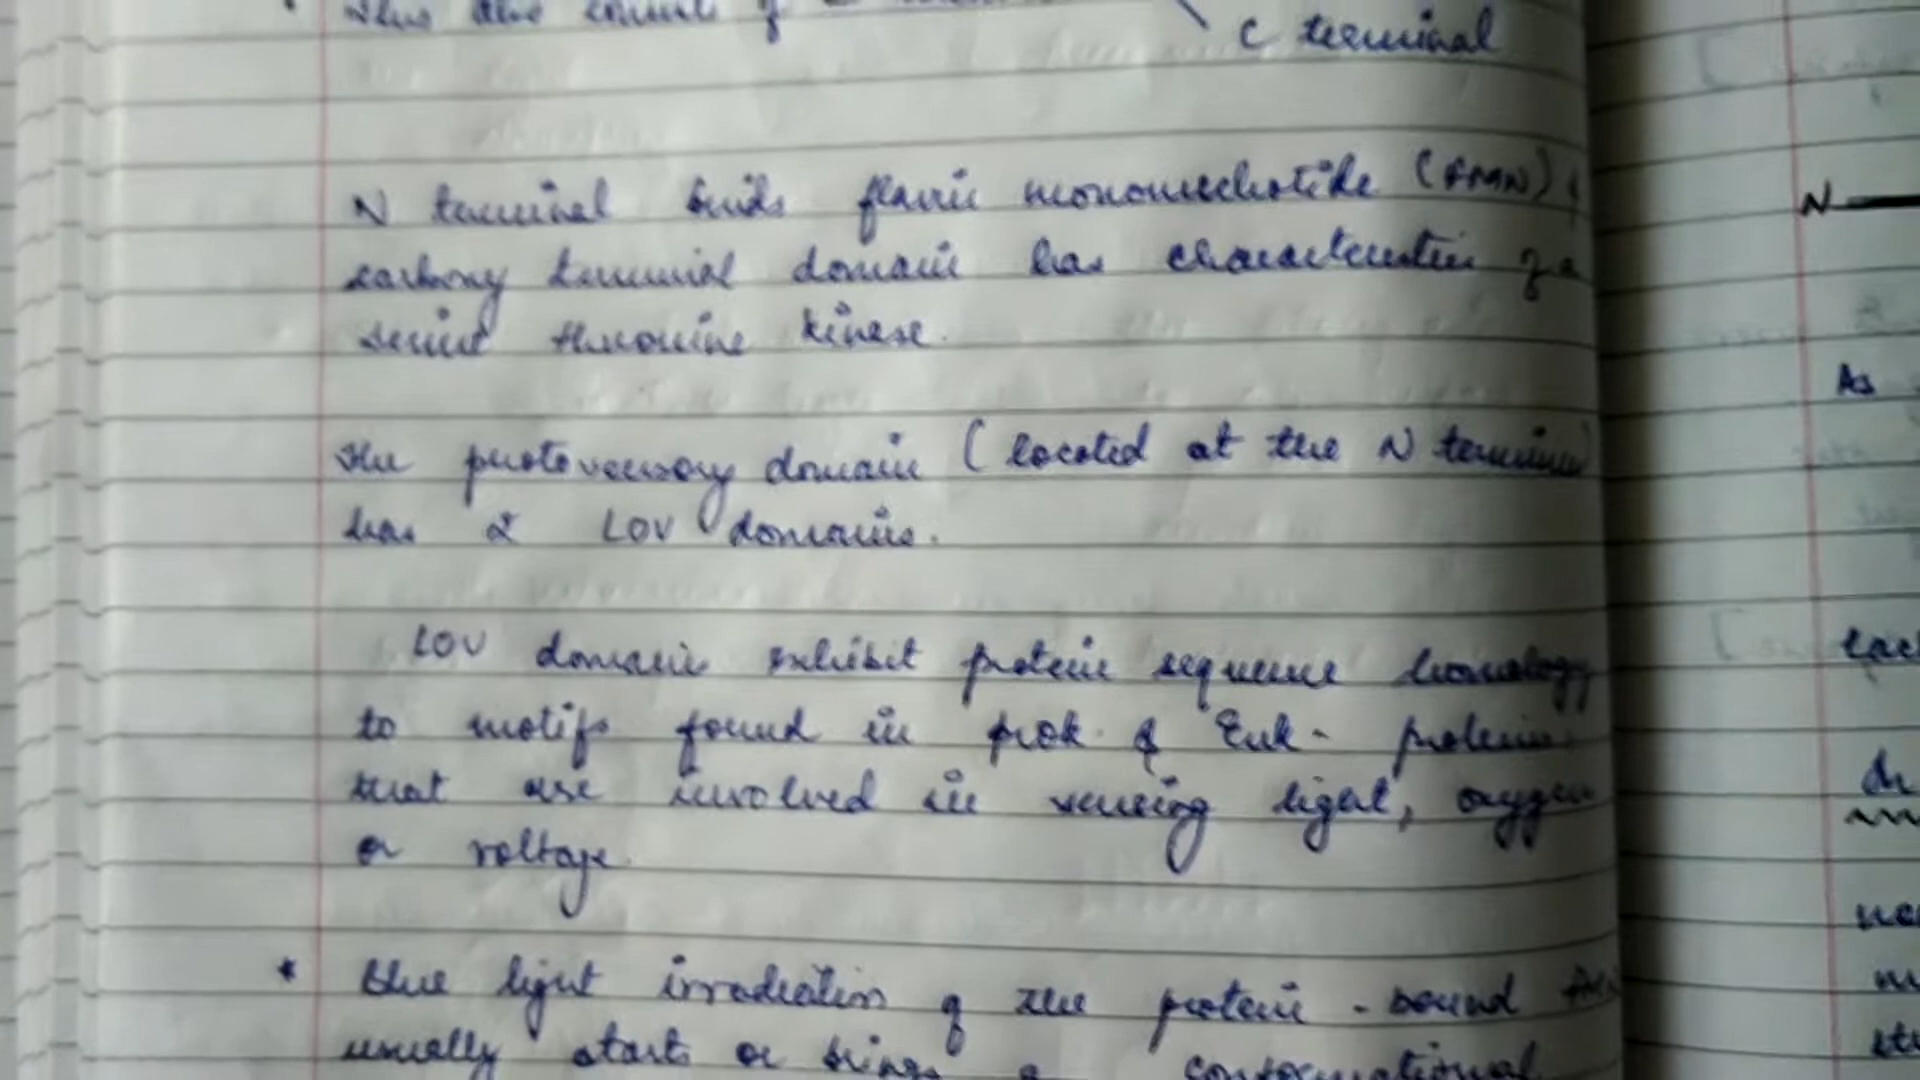 C terminal
N terminal binds flavin mononucleotide (FMN) &
carboxy terminal domain has characteristics of a
serine threonine kinase.
The photosensory domain (located at the N terminus)
has 2 LOV domains.
LOV domains exhibit protein sequence homology
to motifs found in prok. & Euk- proteins
that are involved in sensing light, oxygen
or voltage.
* Blue light irradiation of the protein - bound FMN
usually starts or brings a conformational
N
As